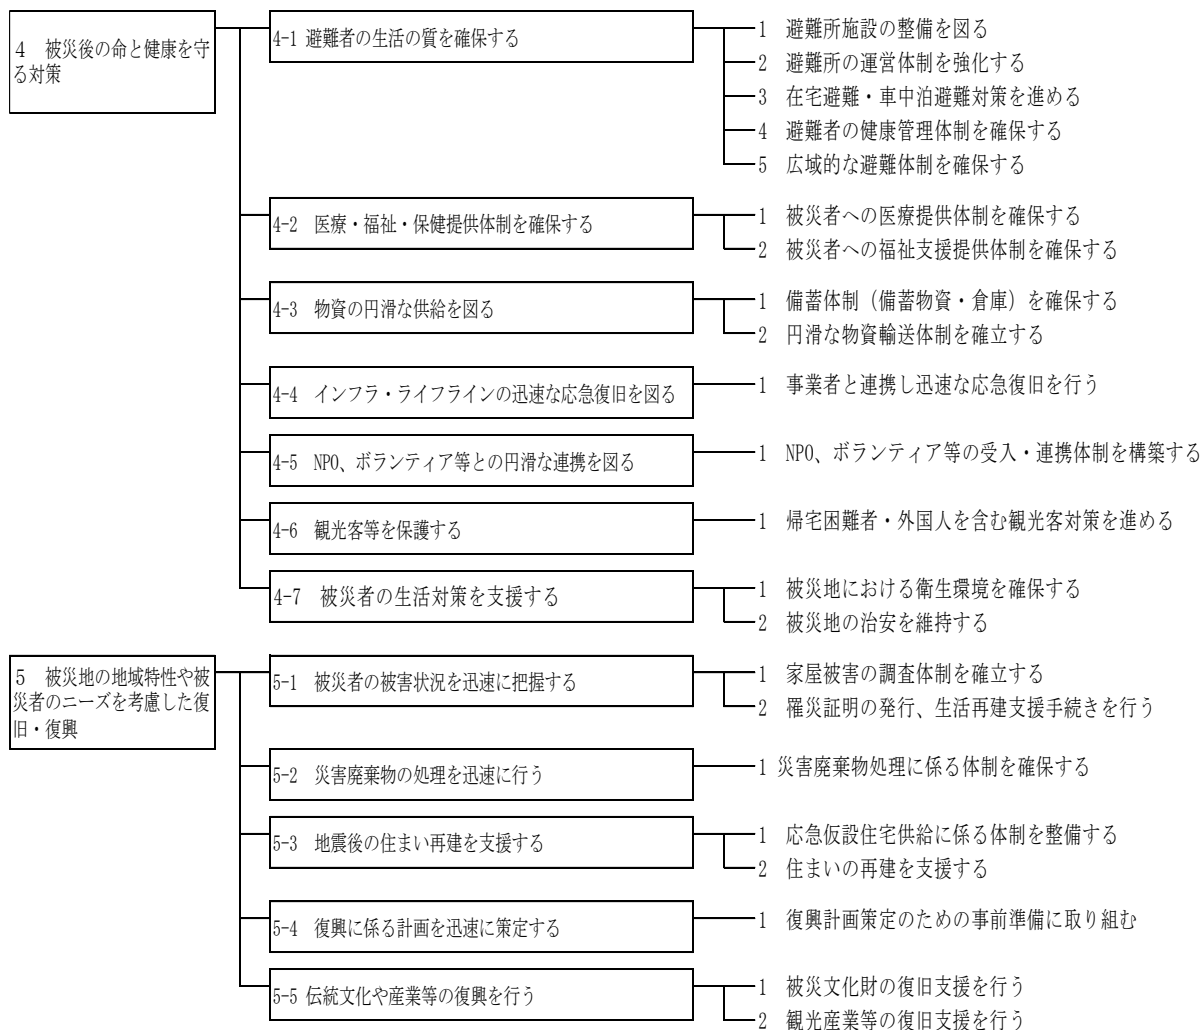 4　被災後の命と健康を守
る対策
4-1 避難者の生活の質を確保する
1　避難所施設の整備を図る
2　避難所の運営体制を強化する
3　在宅避難・車中泊避難対策を進める
4　避難者の健康管理体制を確保する
5　広域的な避難体制を確保する
4-2　医療・福祉・保健提供体制を確保する
1　被災者への医療提供体制を確保する
2　被災者への福祉支援提供体制を確保する
4-3　物資の円滑な供給を図る
1　備蓄体制（備蓄物資・倉庫）を確保する
2　円滑な物資輸送体制を確立する
4-4　インフラ・ライフラインの迅速な応急復旧を図る
1　事業者と連携し迅速な応急復旧を行う
4-5　NPO、ボランティア等との円滑な連携を図る
1　NPO、ボランティア等の受入・連携体制を構築する
4-6　観光客等を保護する
1　帰宅困難者・外国人を含む観光客対策を進める
4-7　被災者の生活対策を支援する
1　被災地における衛生環境を確保する
2　被災地の治安を維持する
5　被災地の地域特性や被
災者のニーズを考慮した復
旧・復興
5-1　被災者の被害状況を迅速に把握する
1　家屋被害の調査体制を確立する
2　罹災証明の発行、生活再建支援手続きを行う
5-2　災害廃棄物の処理を迅速に行う
1 災害廃棄物処理に係る体制を確保する
5-3　地震後の住まい再建を支援する
1　応急仮設住宅供給に係る体制を整備する
2　住まいの再建を支援する
5-4　復興に係る計画を迅速に策定する
1　復興計画策定のための事前準備に取り組む
5-5 伝統文化や産業等の復興を行う
1　被災文化財の復旧支援を行う
2　観光産業等の復旧支援を行う